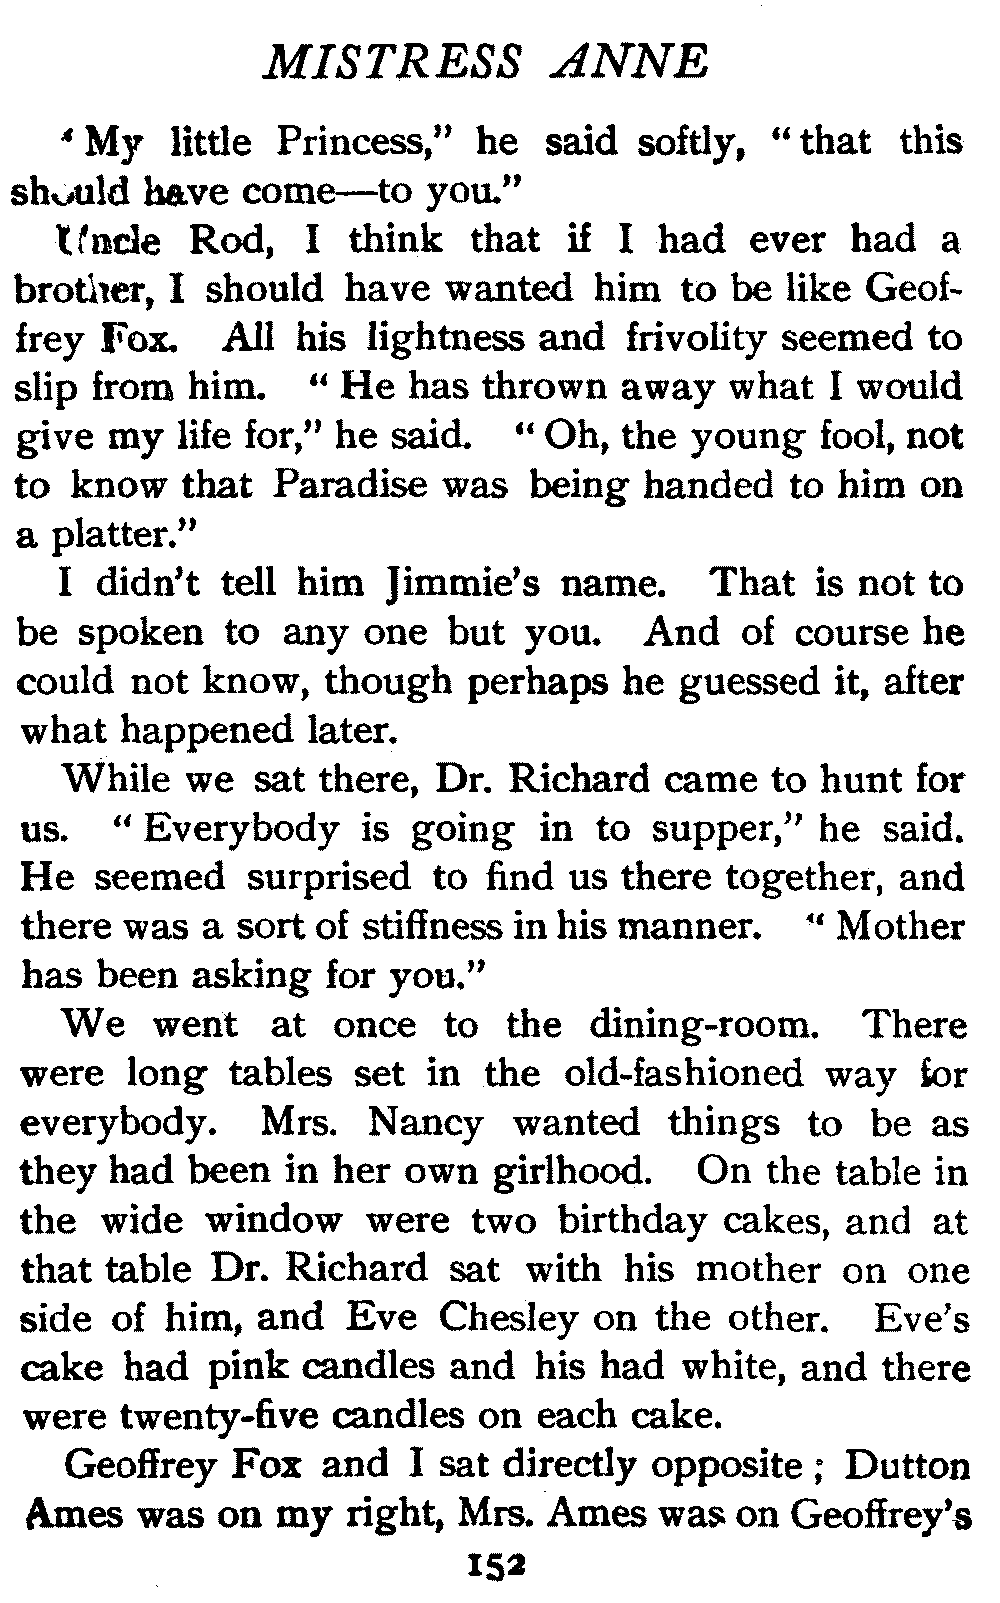 MISTRESS ANNE
“My little Princess,” he said softly, “that this
should have come—to you.”
Uncle Rod, I think that if I had ever had a
brother, I should have wanted him to be like Geof-
frey Fox. All his lightness and frivolity seemed to
slip from him. “He has thrown away what I would
give my life for,” he said. “Oh, the young fool, not
to know that Paradise was being handed to him on
a platter.”
I didn't tell him Jimmie's name. That is not to
be spoken to any one but you. And of course he
could not know, though perhaps he guessed it, after
what happened later.
While we sat there, Dr. Richard came to hunt for
us. “Everybody is going in to supper,” he said.
He seemed surprised to find us there together, and
there was a sort of stiffness in his manner. “Mother
has been asking for you.”
We went at once to the dining-room. There
were long tables set in the old-fashioned way for
everybody. Mrs. Nancy wanted things to be as
they had been in her own girlhood. On the table in
the wide window were two birthday cakes, and at
that table Dr. Richard sat with his mother on one
side of him, and Eve Chesley on the other. Eve's
cake had pink candles and his had white, and there
were twenty-five candles on each cake.
Geoffrey Fox and I sat directly opposite; Dutton
Ames was on my right, Mrs. Ames was on Geoffrey's
152